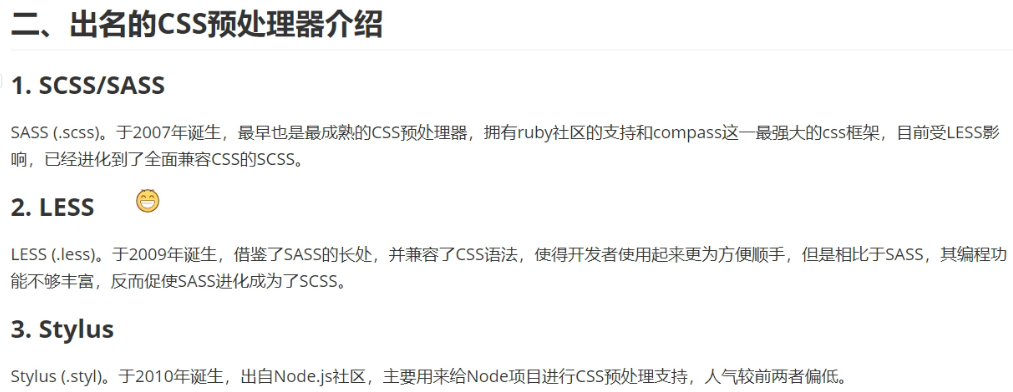 二、出名的CSS预处理器介绍
1. SCSS/SASS
SASS (.scss)。于2007年诞生，最早也是最成熟的CSS预处理器，拥有ruby社区的支持和compass这一最强大的css框架，目前受LESS影
响，已经进化到了全面兼容CSS的SCSS。
2. LESS
LESS (.less)。于2009年诞生，借鉴了SASS的长处，并兼容了CSS语法，使得开发者使用起来更为方便顺手，但是相比于SASS，其编程功
能不够丰富，反而促使SASS进化成为了SCSS。
3. Stylus
Stylus (.styl)。于2010年诞生，出自Node.js社区，主要用来给Node项目进行CSS预处理支持，人气较前两者偏低。